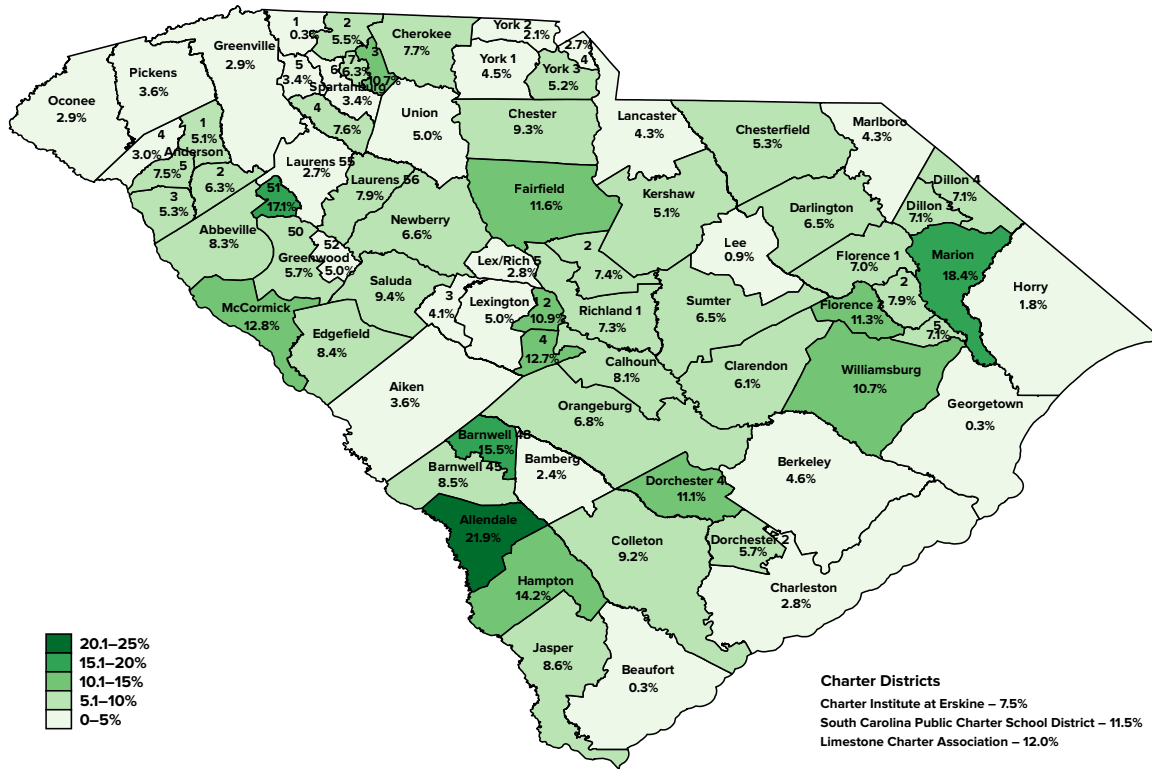 1
0.3%
2
5.5%
Cherokee
7.7%
York 2
2.1%
2.7%
4
Greenville
2.9%
5
3.4%
6
7
6.3%
3
10.7%
Spartanburg
3.4%
York 1
4.5%
York 3
5.2%
Pickens
3.6%
Oconee
2.9%
4
7.6%
Union
5.0%
Chester
9.3%
Lancaster
4.3%
Chesterfield
5.3%
Marlboro
4.3%
1
5.1%
4
3.0%
Anderson
5
7.5%
2
6.3%
3
5.3%
Laurens 55
2.7%
Laurens 56
7.9%
51
17.1%
Fairfield
11.6%
Kershaw
5.1%
Darlington
6.5%
Dillon 4
7.1%
Dillon 3
7.1%
Abbeville
8.3%
50
Greenwood
5.7%
52
5.0%
Newberry
6.6%
Lex/Rich 5
2.8%
2
7.4%
Lee
0.9%
Florence 1
7.0%
Marion
18.4%
Saluda
9.4%
3
4.1%
Lexington
5.0%
1 2
10.9%
Richland 1
7.3%
Sumter
6.5%
Florence 3
11.3%
2
7.9%
5
7.1%
Horry
1.8%
McCormick
12.8%
Edgefield
8.4%
4
12.7%
Calhoun
8.1%
Clarendon
6.1%
Williamsburg
10.7%
Aiken
3.6%
Orangeburg
6.8%
Georgetown
0.3%
Barnwell 48
15.5%
Barnwell 45
8.5%
Bamberg
2.4%
Berkeley
4.6%
Dorchester 4
11.1%
Allendale
21.9%
Colleton
9.2%
Dorchester 2
5.7%
Hampton
14.2%
Charleston
2.8%
Jasper
8.6%
Beaufort
0.3%
20.1–25%
15.1–20%
10.1–15%
5.1–10%
0–5%
Charter Districts
Charter Institute at Erskine – 7.5%
South Carolina Public Charter School District – 11.5%
Limestone Charter Association – 12.0%